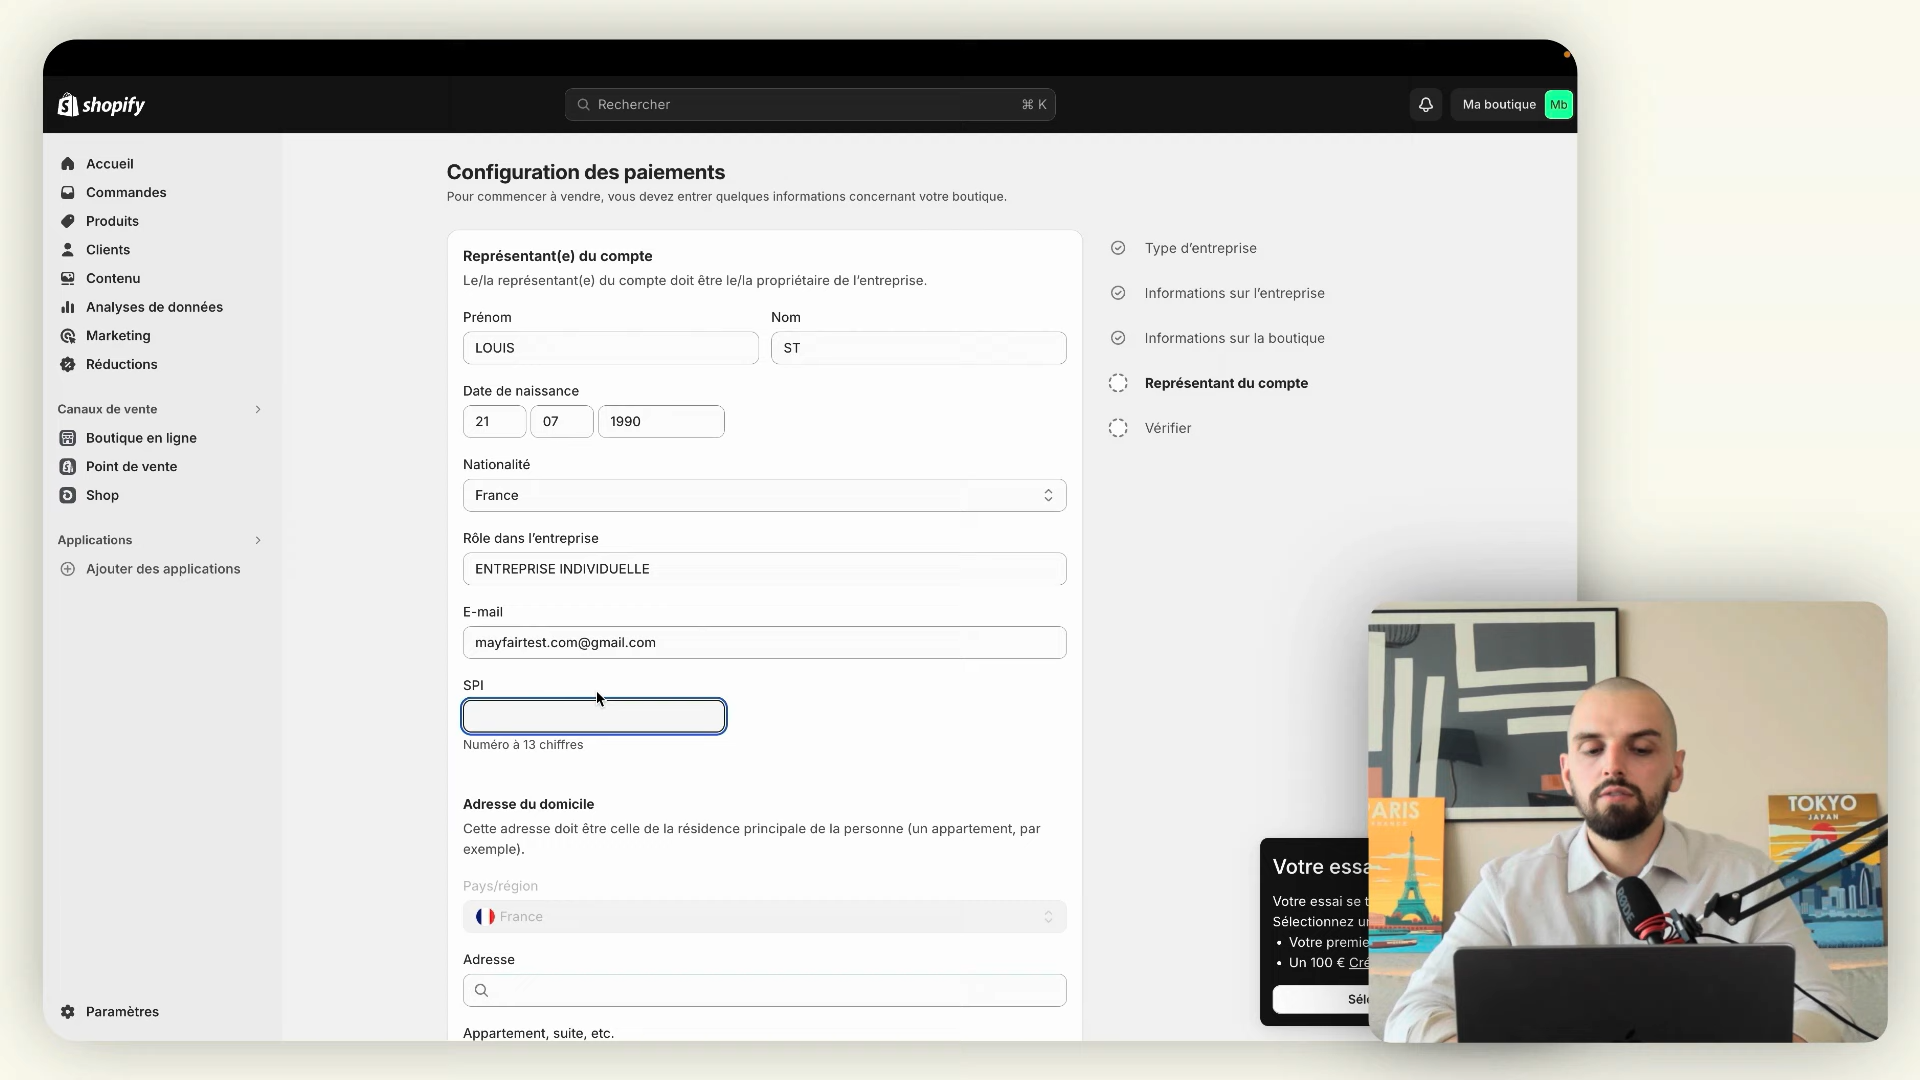 shopify
Rechercher
⌘ K
Ma boutique
Mb
Accueil
Commandes
Produits
Clients
Contenu
Analyses de données
Marketing
Réductions
Canaux de vente
Boutique en ligne
Point de vente
Shop
Applications
Ajouter des applications
Paramètres
Configuration des paiements
Pour commencer à vendre, vous devez entrer quelques informations concernant votre boutique.
Représentant(e) du compte
Le/la représentant(e) du compte doit être le/la propriétaire de l’entreprise.
Prénom
Nom
LOUIS
ST
Date de naissance
21
07
1990
Nationalité
France
Rôle dans l’entreprise
ENTREPRISE INDIVIDUELLE
E-mail
mayfairtest.com@gmail.com
SPI
Numéro à 13 chiffres
Adresse du domicile
Cette adresse doit être celle de la résidence principale de la personne (un appartement, par
exemple).
Pays/région
France
Adresse
Appartement, suite, etc.
Type d’entreprise
Informations sur l’entreprise
Informations sur la boutique
Représentant du compte
Vérifier
Votre essa
Votre essai se t
Sélectionnez u
• Votre premie
• Un 100 € Cré
Séle
ARIS
TOKYO
JAPAN
RØDE